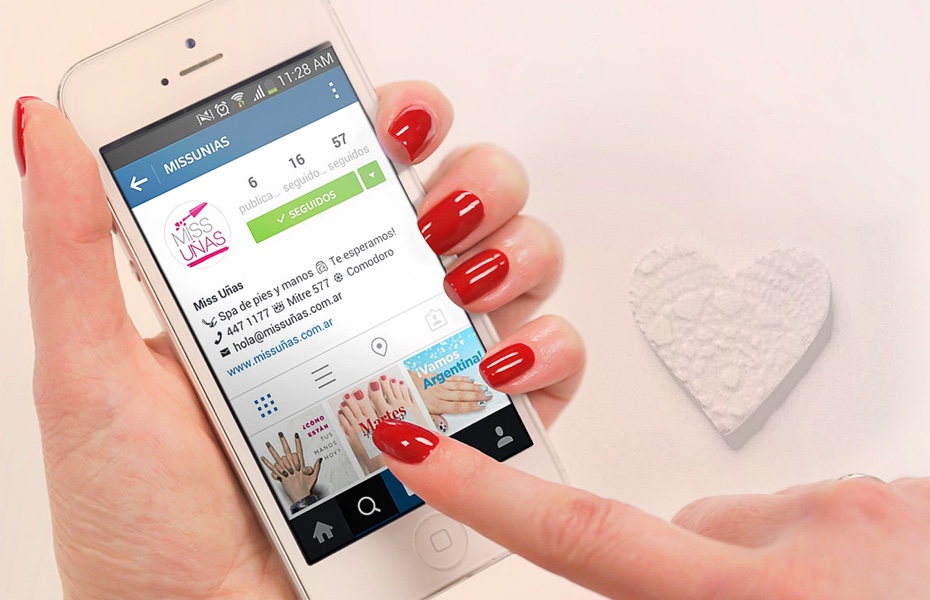 11:28 AM
MISSUNIAS
6 16 57
publica... seguido... seguidos
✓ SEGUIDOS
MISS
UÑAS
Miss Uñas
Spa de pies y manos Te esperamos!
447 1177 Mitre 577 Comodoro
hola@missuñas.com.ar
www.missuñas.com.ar
¿CÓMO
ESTÁN
TUS
MANOS
HOY?
Martes
¡Vamos
Argentina!